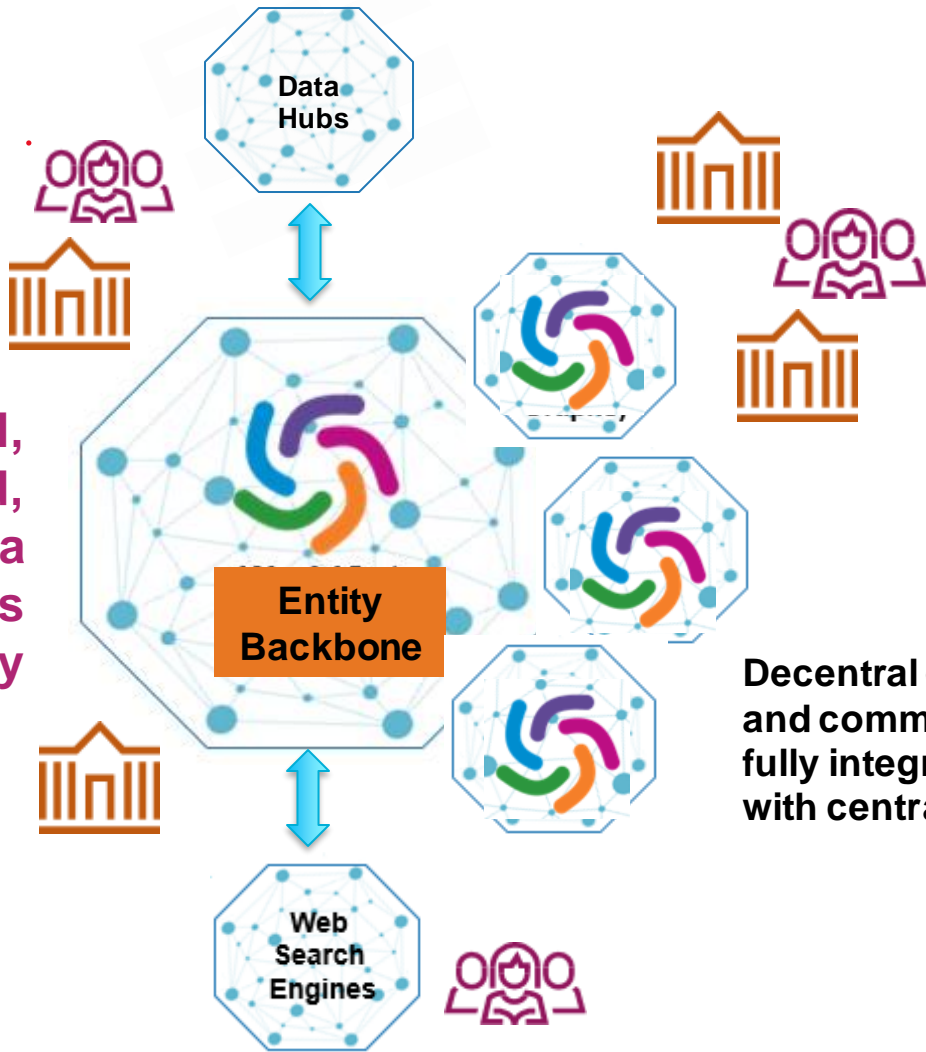 Data
Hubs
a
s
y
Entity
Backbone
Decentral
and comm
fully integr
with centra
Web
Search
Engines